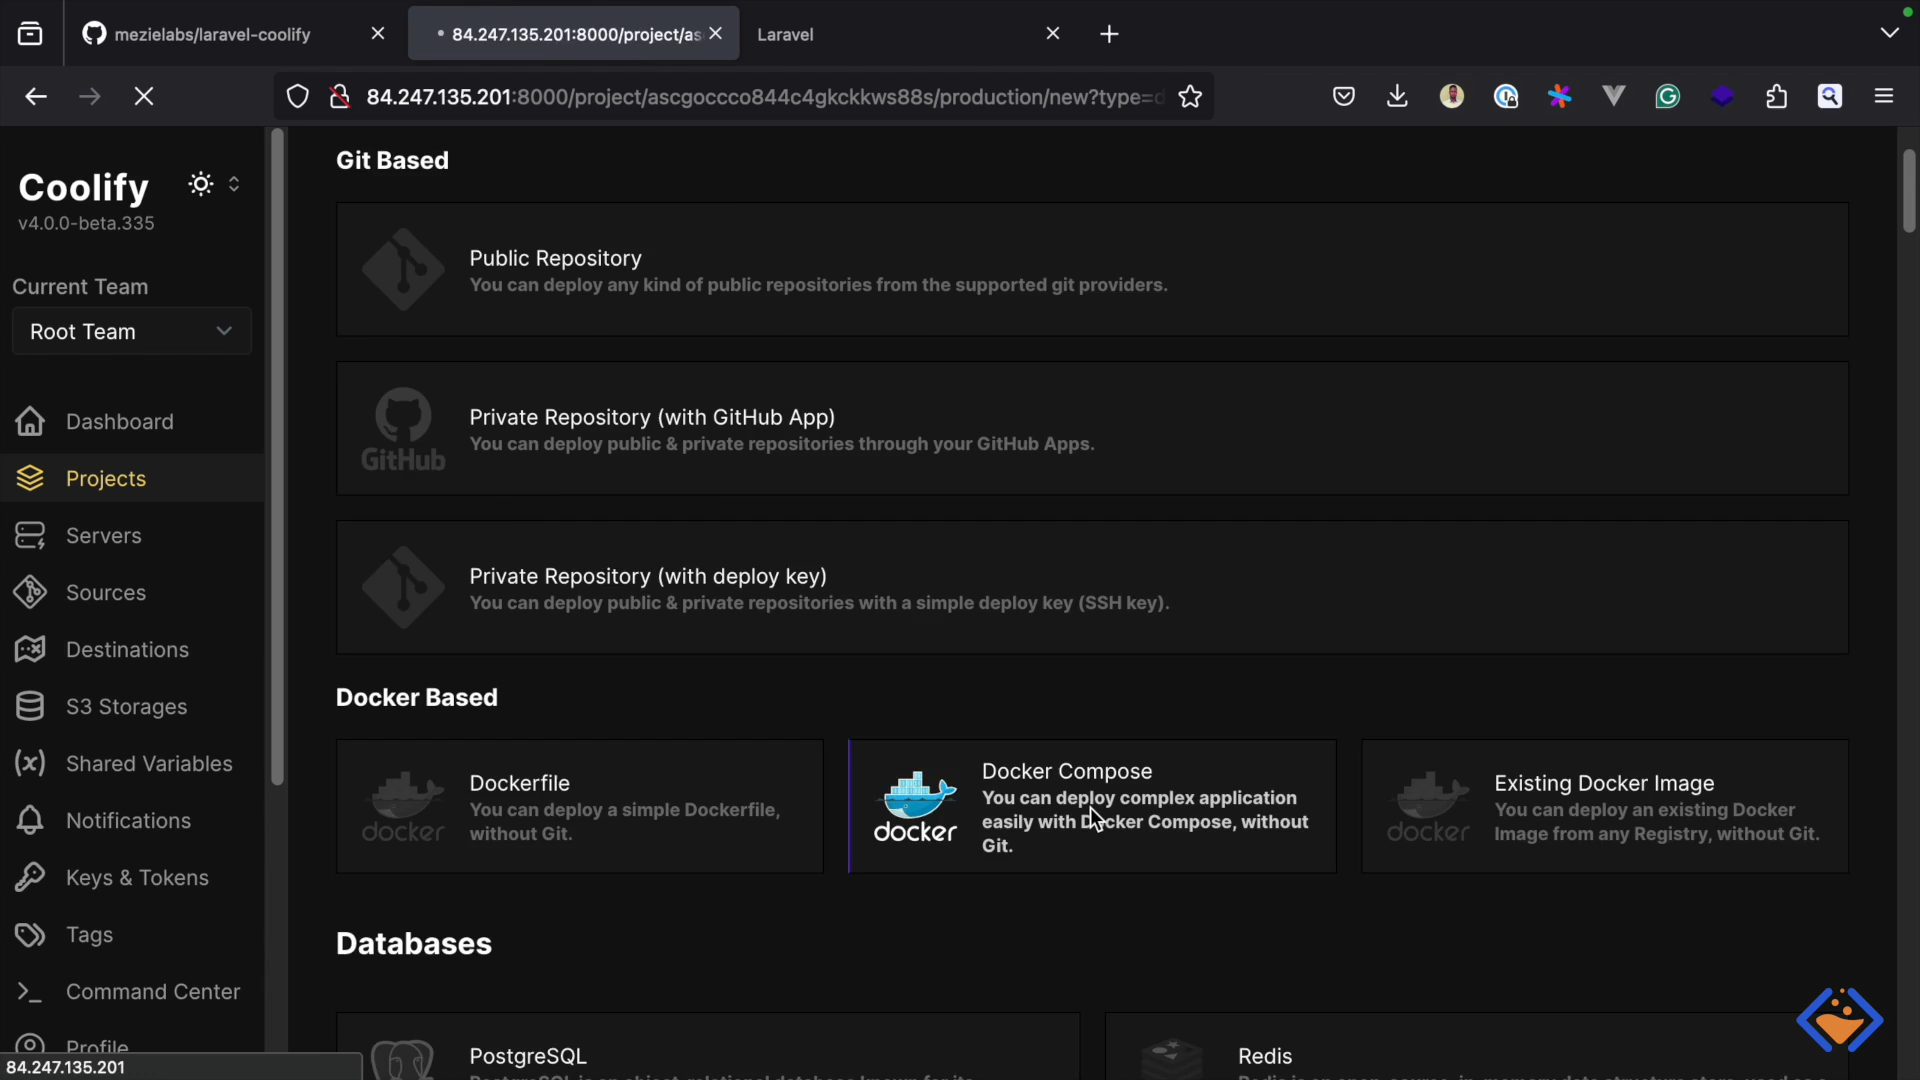 mezielabs/laravel-coolify
84.247.135.201:8000/project/as
Laravel
84.247.135.201:8000/project/ascgoccco844c4gkckkws88s/production/new?type=d
Coolify
v4.0.0-beta.335
Current Team
Root Team
Dashboard
Projects
Servers
Sources
Destinations
S3 Storages
Shared Variables
Notifications
Keys & Tokens
Tags
Command Center
Profile
84.247.135.201
Git Based
Public Repository
You can deploy any kind of public repositories from the supported git providers.
GitHub
Private Repository (with GitHub App)
You can deploy public & private repositories through your GitHub Apps.
Private Repository (with deploy key)
You can deploy public & private repositories with a simple deploy key (SSH key).
Docker Based
docker
Dockerfile
You can deploy a simple Dockerfile,
without Git.
docker
Docker Compose
You can deploy complex application
easily with Docker Compose, without
Git.
docker
Existing Docker Image
You can deploy an existing Docker
Image from any Registry, without Git.
Databases
PostgreSQL
Redis